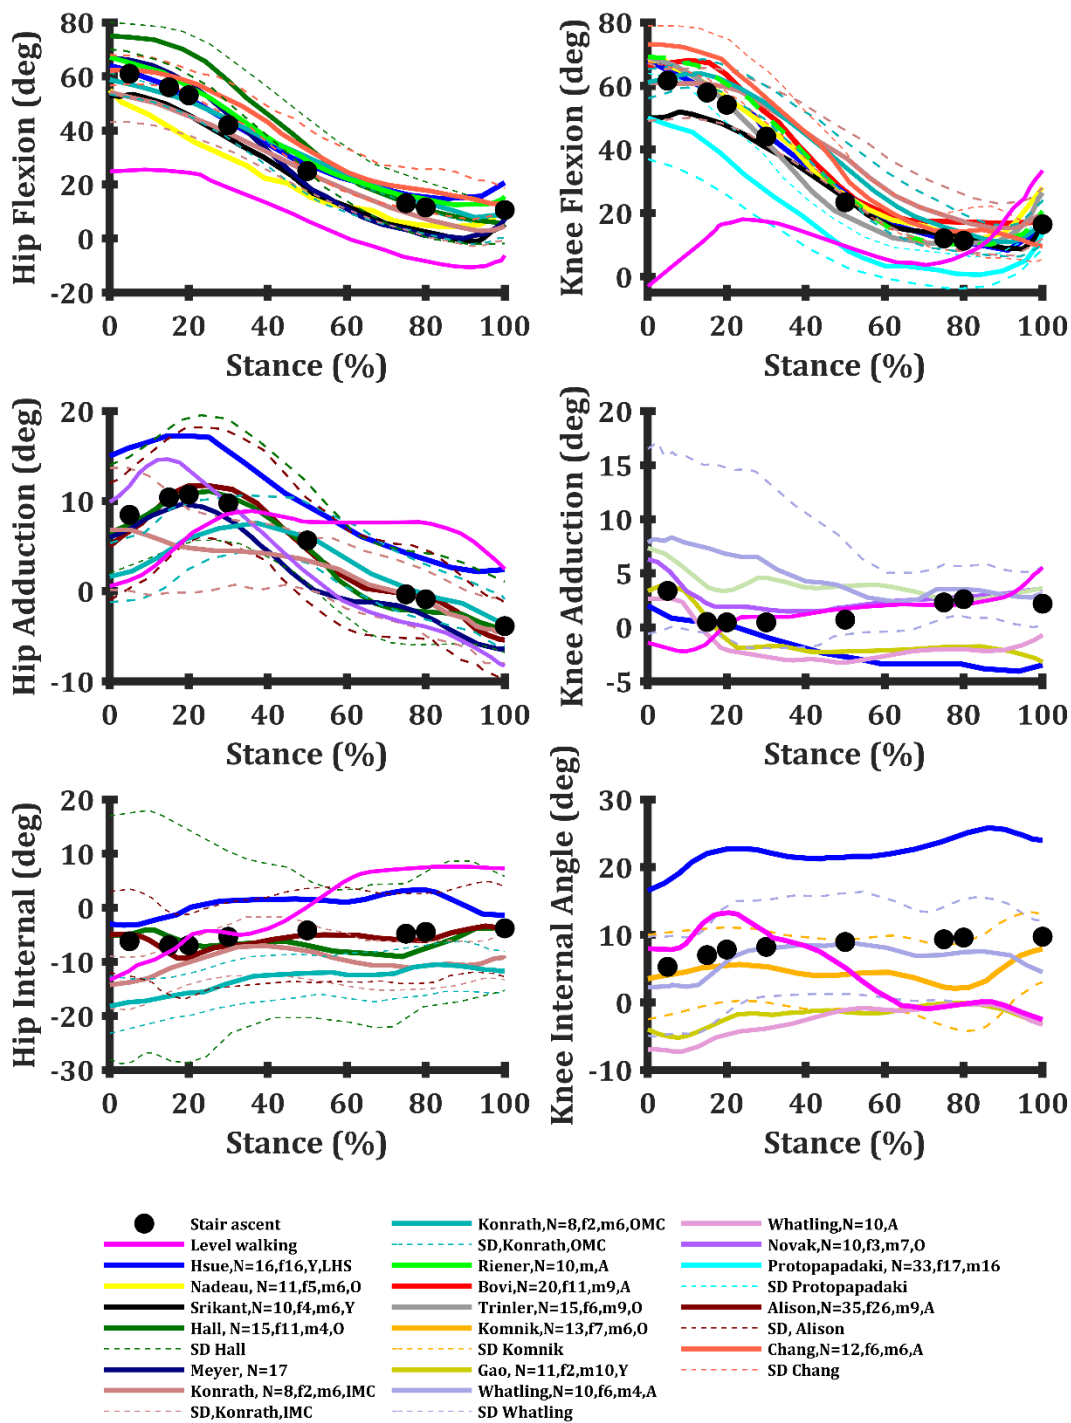 80
60
40
20
0
-20
Hip Flexion (deg)
0 20 40 60 80 100
Stance (%)
80
60
40
20
0
Knee Flexion (deg)
0 20 40 60 80 100
Stance (%)
20
10
0
-10
Hip Adduction (deg)
0 20 40 60 80 100
Stance (%)
20
15
10
5
0
-5
Knee Adduction (deg)
0 20 40 60 80 100
Stance (%)
20
10
0
-10
-20
-30
Hip Internal (deg)
0 20 40 60 80 100
Stance (%)
30
20
10
0
-10
Knee Internal Angle (deg)
0 20 40 60 80 100
Stance (%)
Stair ascent
Level walking
Hsue,N=16,f16,Y,LHS
Nadeau, N=11,f5,m6,O
Srikant,N=10,f4,m6,Y
Hall, N=15,f11,m4,O
SD Hall
Meyer, N=17
Konrath, N=8,f2,m6,IMC
SD,Konrath,IMC
Konrath,N=8,f2,m6,OMC
SD,Konrath,OMC
Riener,N=10,m,A
Bovi,N=20,f11,m9,A
Trinler,N=15,f6,m9,O
Komnik,N=13,f7,m6,O
SD Komnik
Gao, N=11,f2,m10,Y
Whatling,N=10,f6,m4,A
SD Whatling
Whatling,N=10,A
Novak,N=10,f3,m7,O
Protopapadaki, N=33,f17,m16
SD Protopapadaki
Alison,N=35,f26,m9,A
SD, Alison
Chang,N=12,f6,m6,A
SD Chang